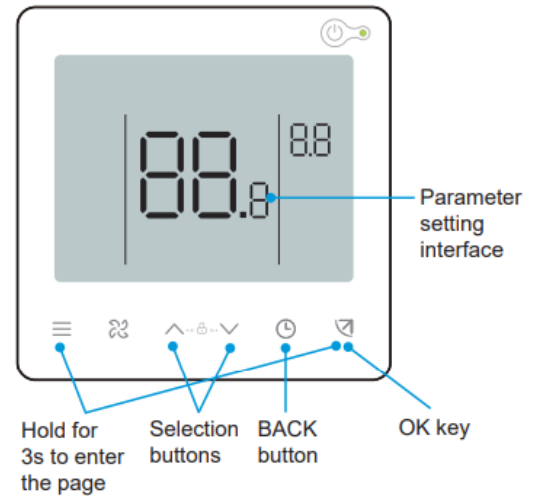 88.8
8.8
Parameter
setting
interface
Hold for
3s to enter
the page
Selection
buttons
BACK
button
OK key